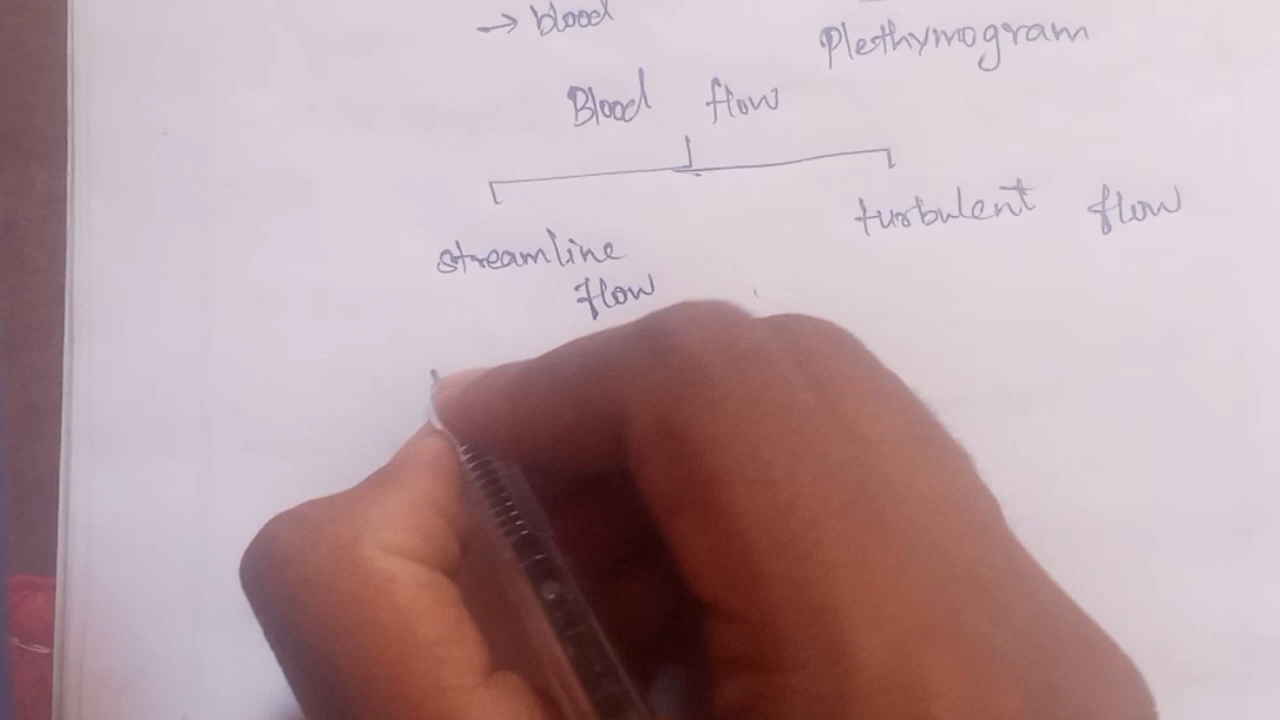 → blood
Plethymogram
Blood flow
streamline
flow
turbulent flow